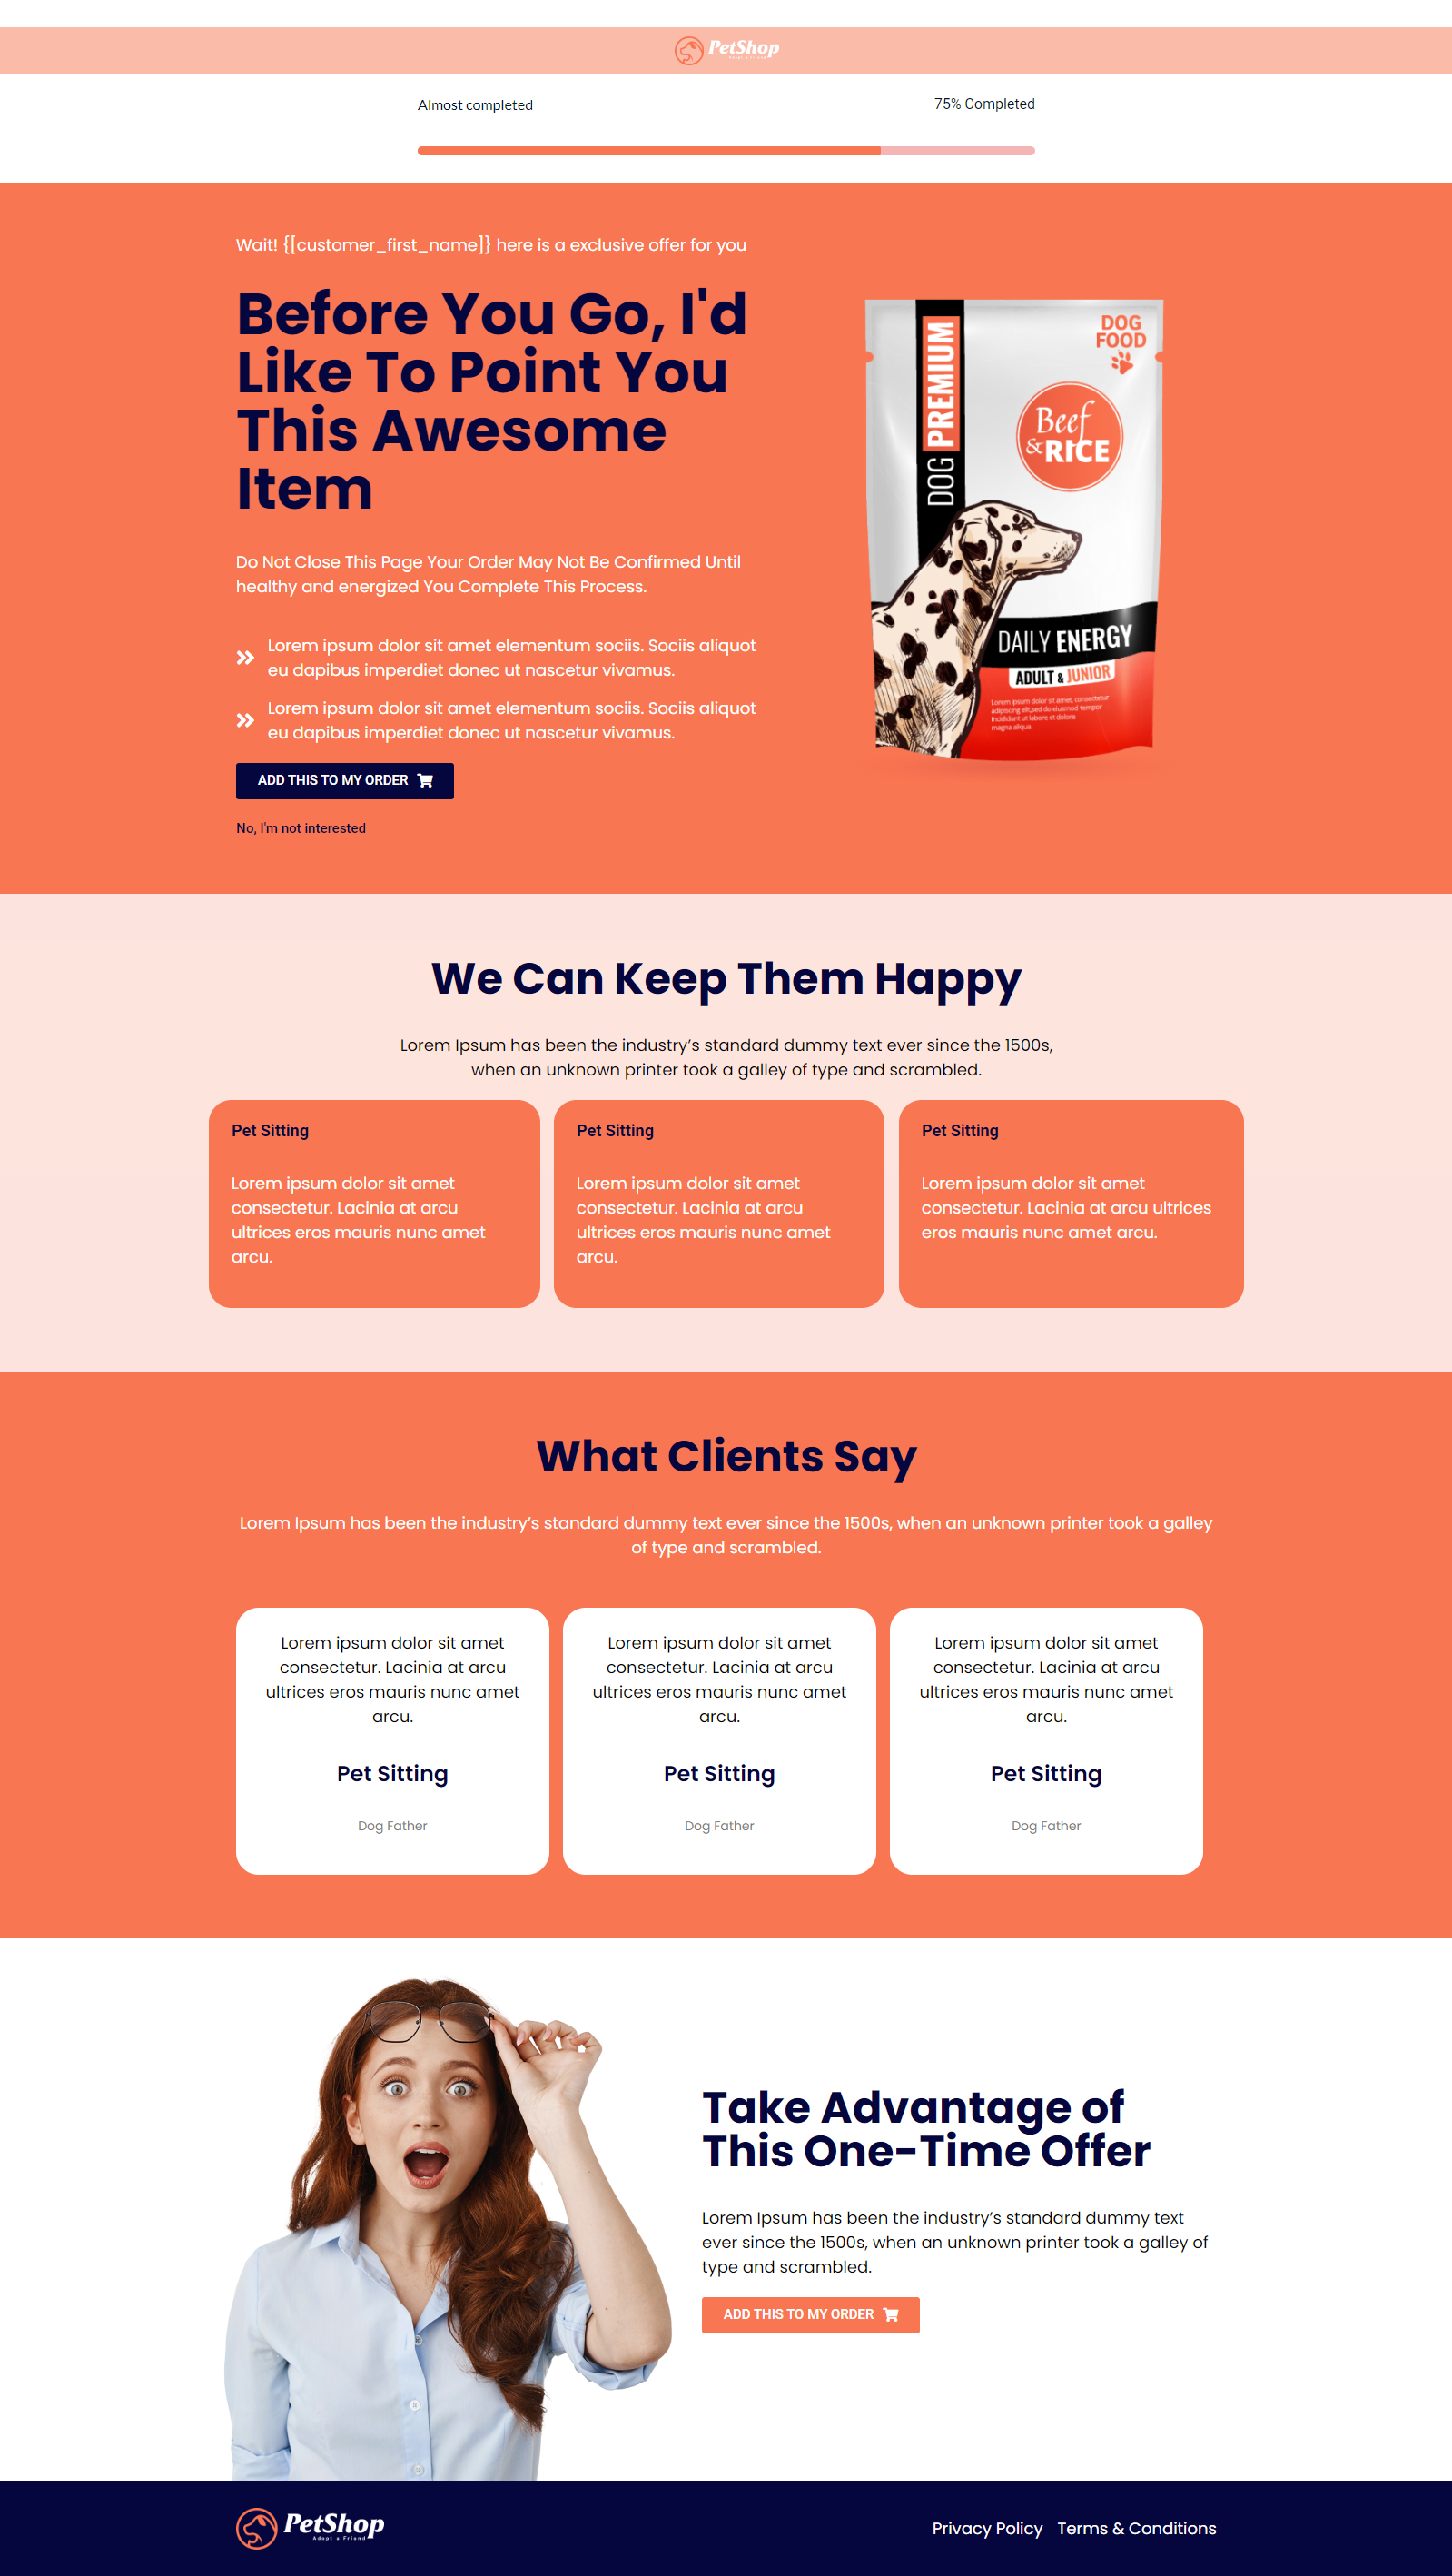 PetShop
Adopt a Friend
Almost completed
75% Completed
Wait! {[customer_first_name]} here is a exclusive offer for you
Before You Go, I'd
Like To Point You
This Awesome
Item
Do Not Close This Page Your Order May Not Be Confirmed Until
healthy and energized You Complete This Process.
Lorem ipsum dolor sit amet elementum sociis. Sociis aliquot
eu dapibus imperdiet donec ut nascetur vivamus.
Lorem ipsum dolor sit amet elementum sociis. Sociis aliquot
eu dapibus imperdiet donec ut nascetur vivamus.
ADD THIS TO MY ORDER
No, I'm not interested
DOG PREMIUM
DOG
FOOD
Beef
& RICE
DAILY ENERGY
ADULT & JUNIOR
Lorem ipsum dolor sit amet, consectetur
adipiscing elit,sed do eiusmod tempor
incididunt ut labore et dolore
magna aliqua.
We Can Keep Them Happy
Lorem Ipsum has been the industry’s standard dummy text ever since the 1500s,
when an unknown printer took a galley of type and scrambled.
Pet Sitting
Lorem ipsum dolor sit amet
consectetur. Lacinia at arcu
ultrices eros mauris nunc amet
arcu.
Pet Sitting
Lorem ipsum dolor sit amet
consectetur. Lacinia at arcu
ultrices eros mauris nunc amet
arcu.
Pet Sitting
Lorem ipsum dolor sit amet
consectetur. Lacinia at arcu ultrices
eros mauris nunc amet arcu.
What Clients Say
Lorem Ipsum has been the industry’s standard dummy text ever since the 1500s, when an unknown printer took a galley
of type and scrambled.
Lorem ipsum dolor sit amet
consectetur. Lacinia at arcu
ultrices eros mauris nunc amet
arcu.
Pet Sitting
Dog Father
Lorem ipsum dolor sit amet
consectetur. Lacinia at arcu
ultrices eros mauris nunc amet
arcu.
Pet Sitting
Dog Father
Lorem ipsum dolor sit amet
consectetur. Lacinia at arcu
ultrices eros mauris nunc amet
arcu.
Pet Sitting
Dog Father
Take Advantage of
This One-Time Offer
Lorem Ipsum has been the industry’s standard dummy text
ever since the 1500s, when an unknown printer took a galley of
type and scrambled.
ADD THIS TO MY ORDER
PetShop
Adopt a Friend
Privacy Policy
Terms & Conditions